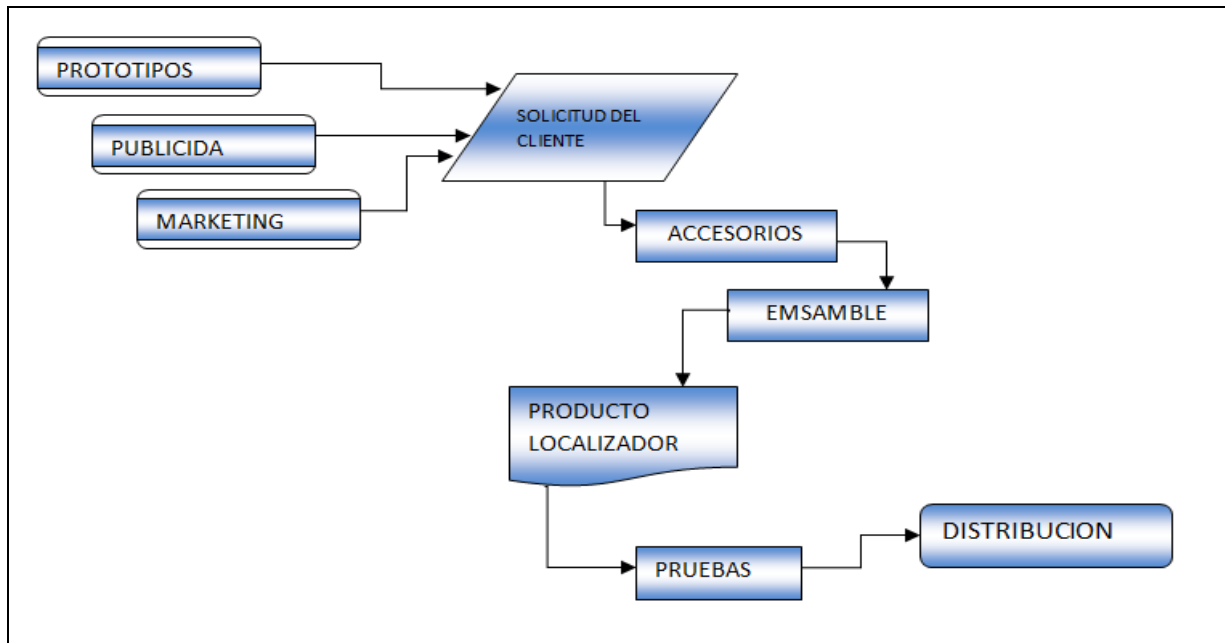 PROTOTIPOS
PUBLICIDA
MARKETING
SOLICITUD DEL
CLIENTE
ACCESORIOS
EMSAMBLE
PRODUCTO
LOCALIZADOR
PRUEBAS
DISTRIBUCION